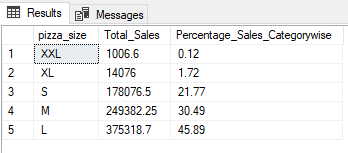 Results Messages
pizza_size Total_Sales Percentage_Sales_Categorywise
1 XXL 1006.6 0.12
2 XL 14076 1.72
3 S 178076.5 21.77
4 M 249382.25 30.49
5 L 375318.7 45.89